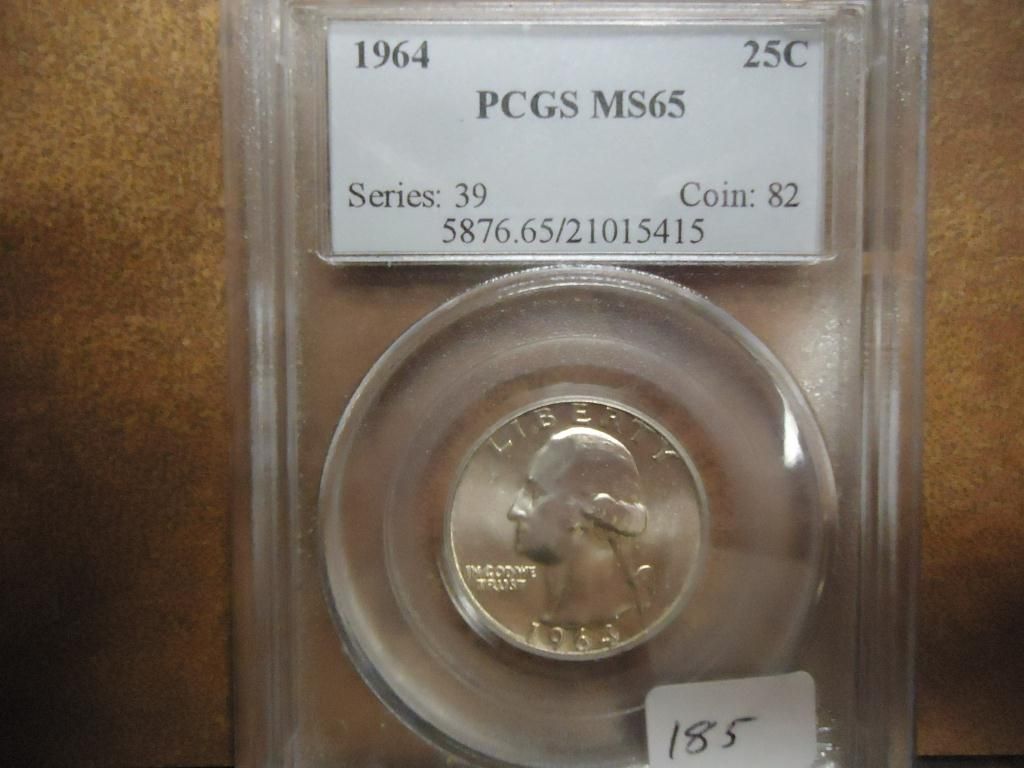 1964 25C
PCGS MS65
Series: 39 Coin: 82
5876.65/21015415
LIBERTY
IN GOD WE
TRUST
1964
185